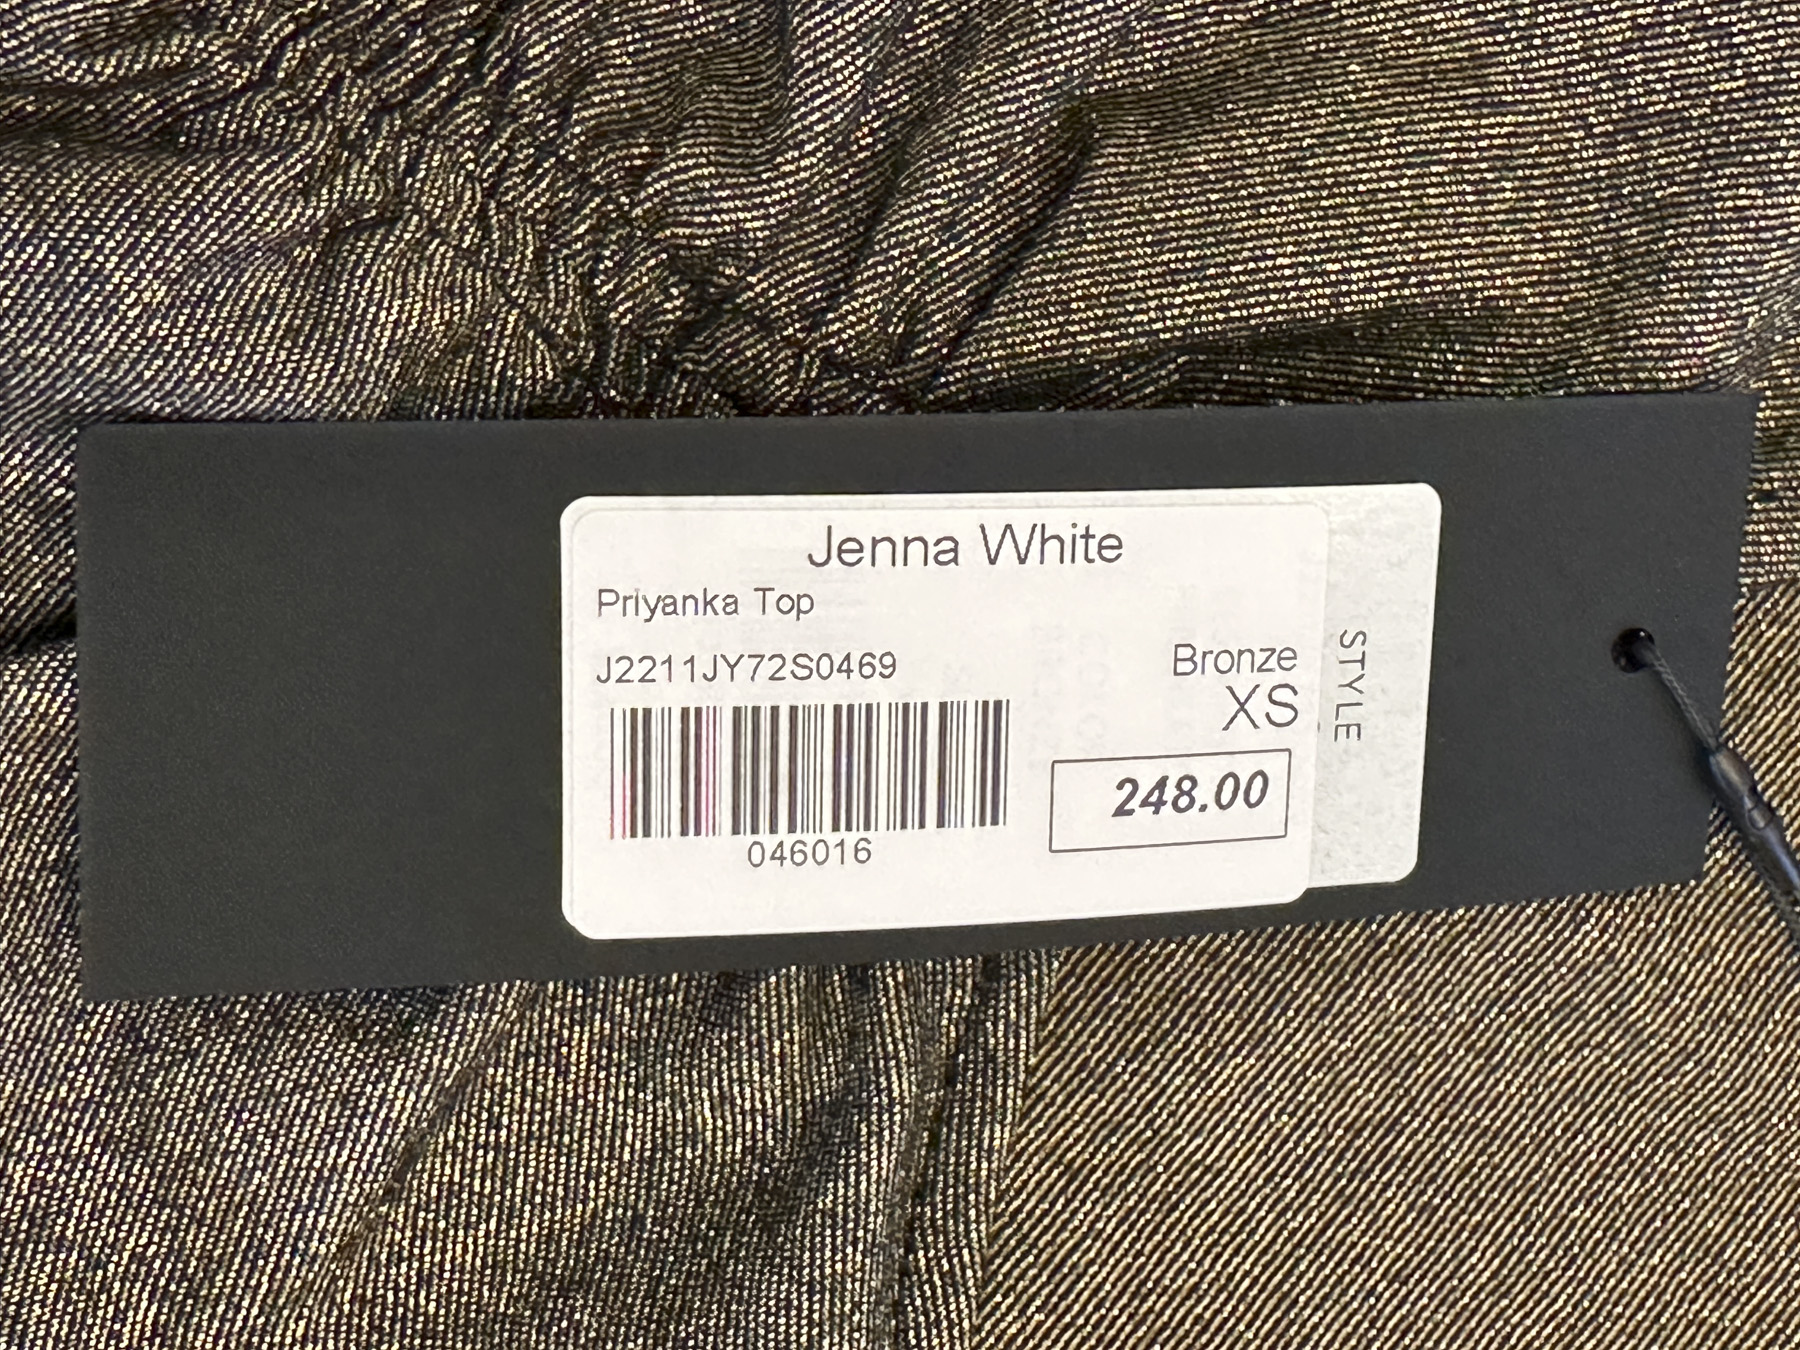 Jenna White
Priyanka Top
J2211JY72S0469
Bronze
XS
248.00
046016
STYLE